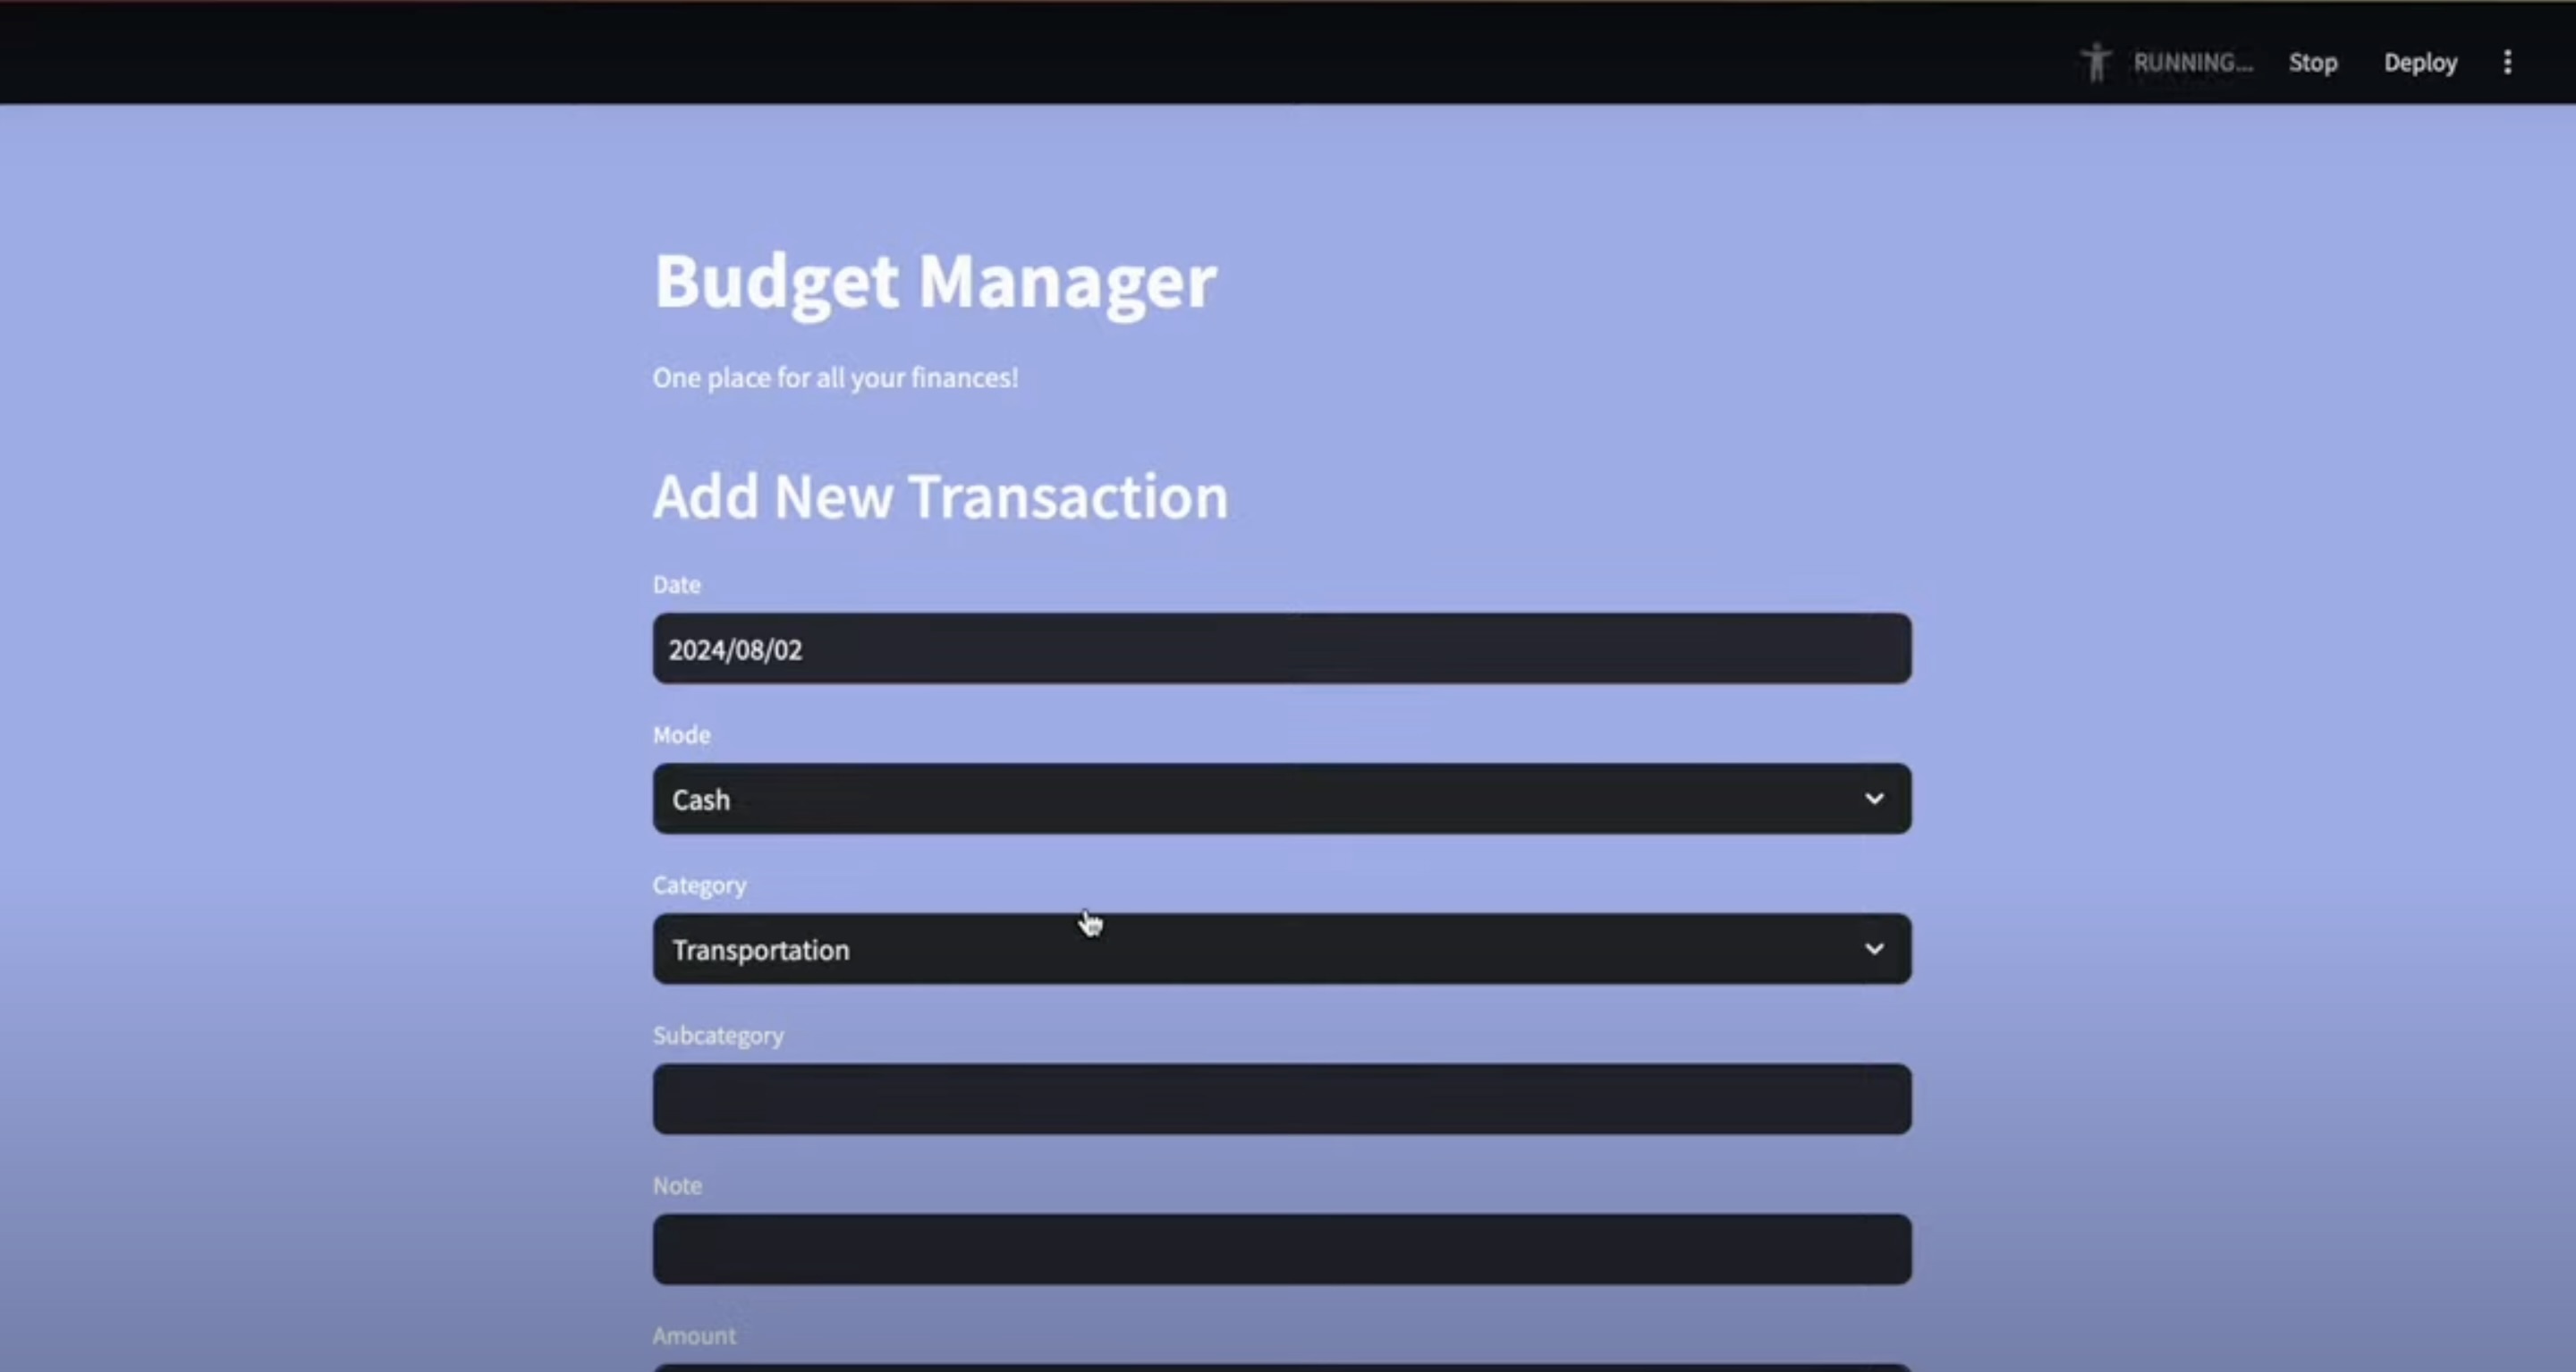 RUNNING... Stop Deploy
Budget Manager
One place for all your finances!
Add New Transaction
Date
2024/08/02
Mode
Cash
Category
Transportation
Subcategory
Note
Amount